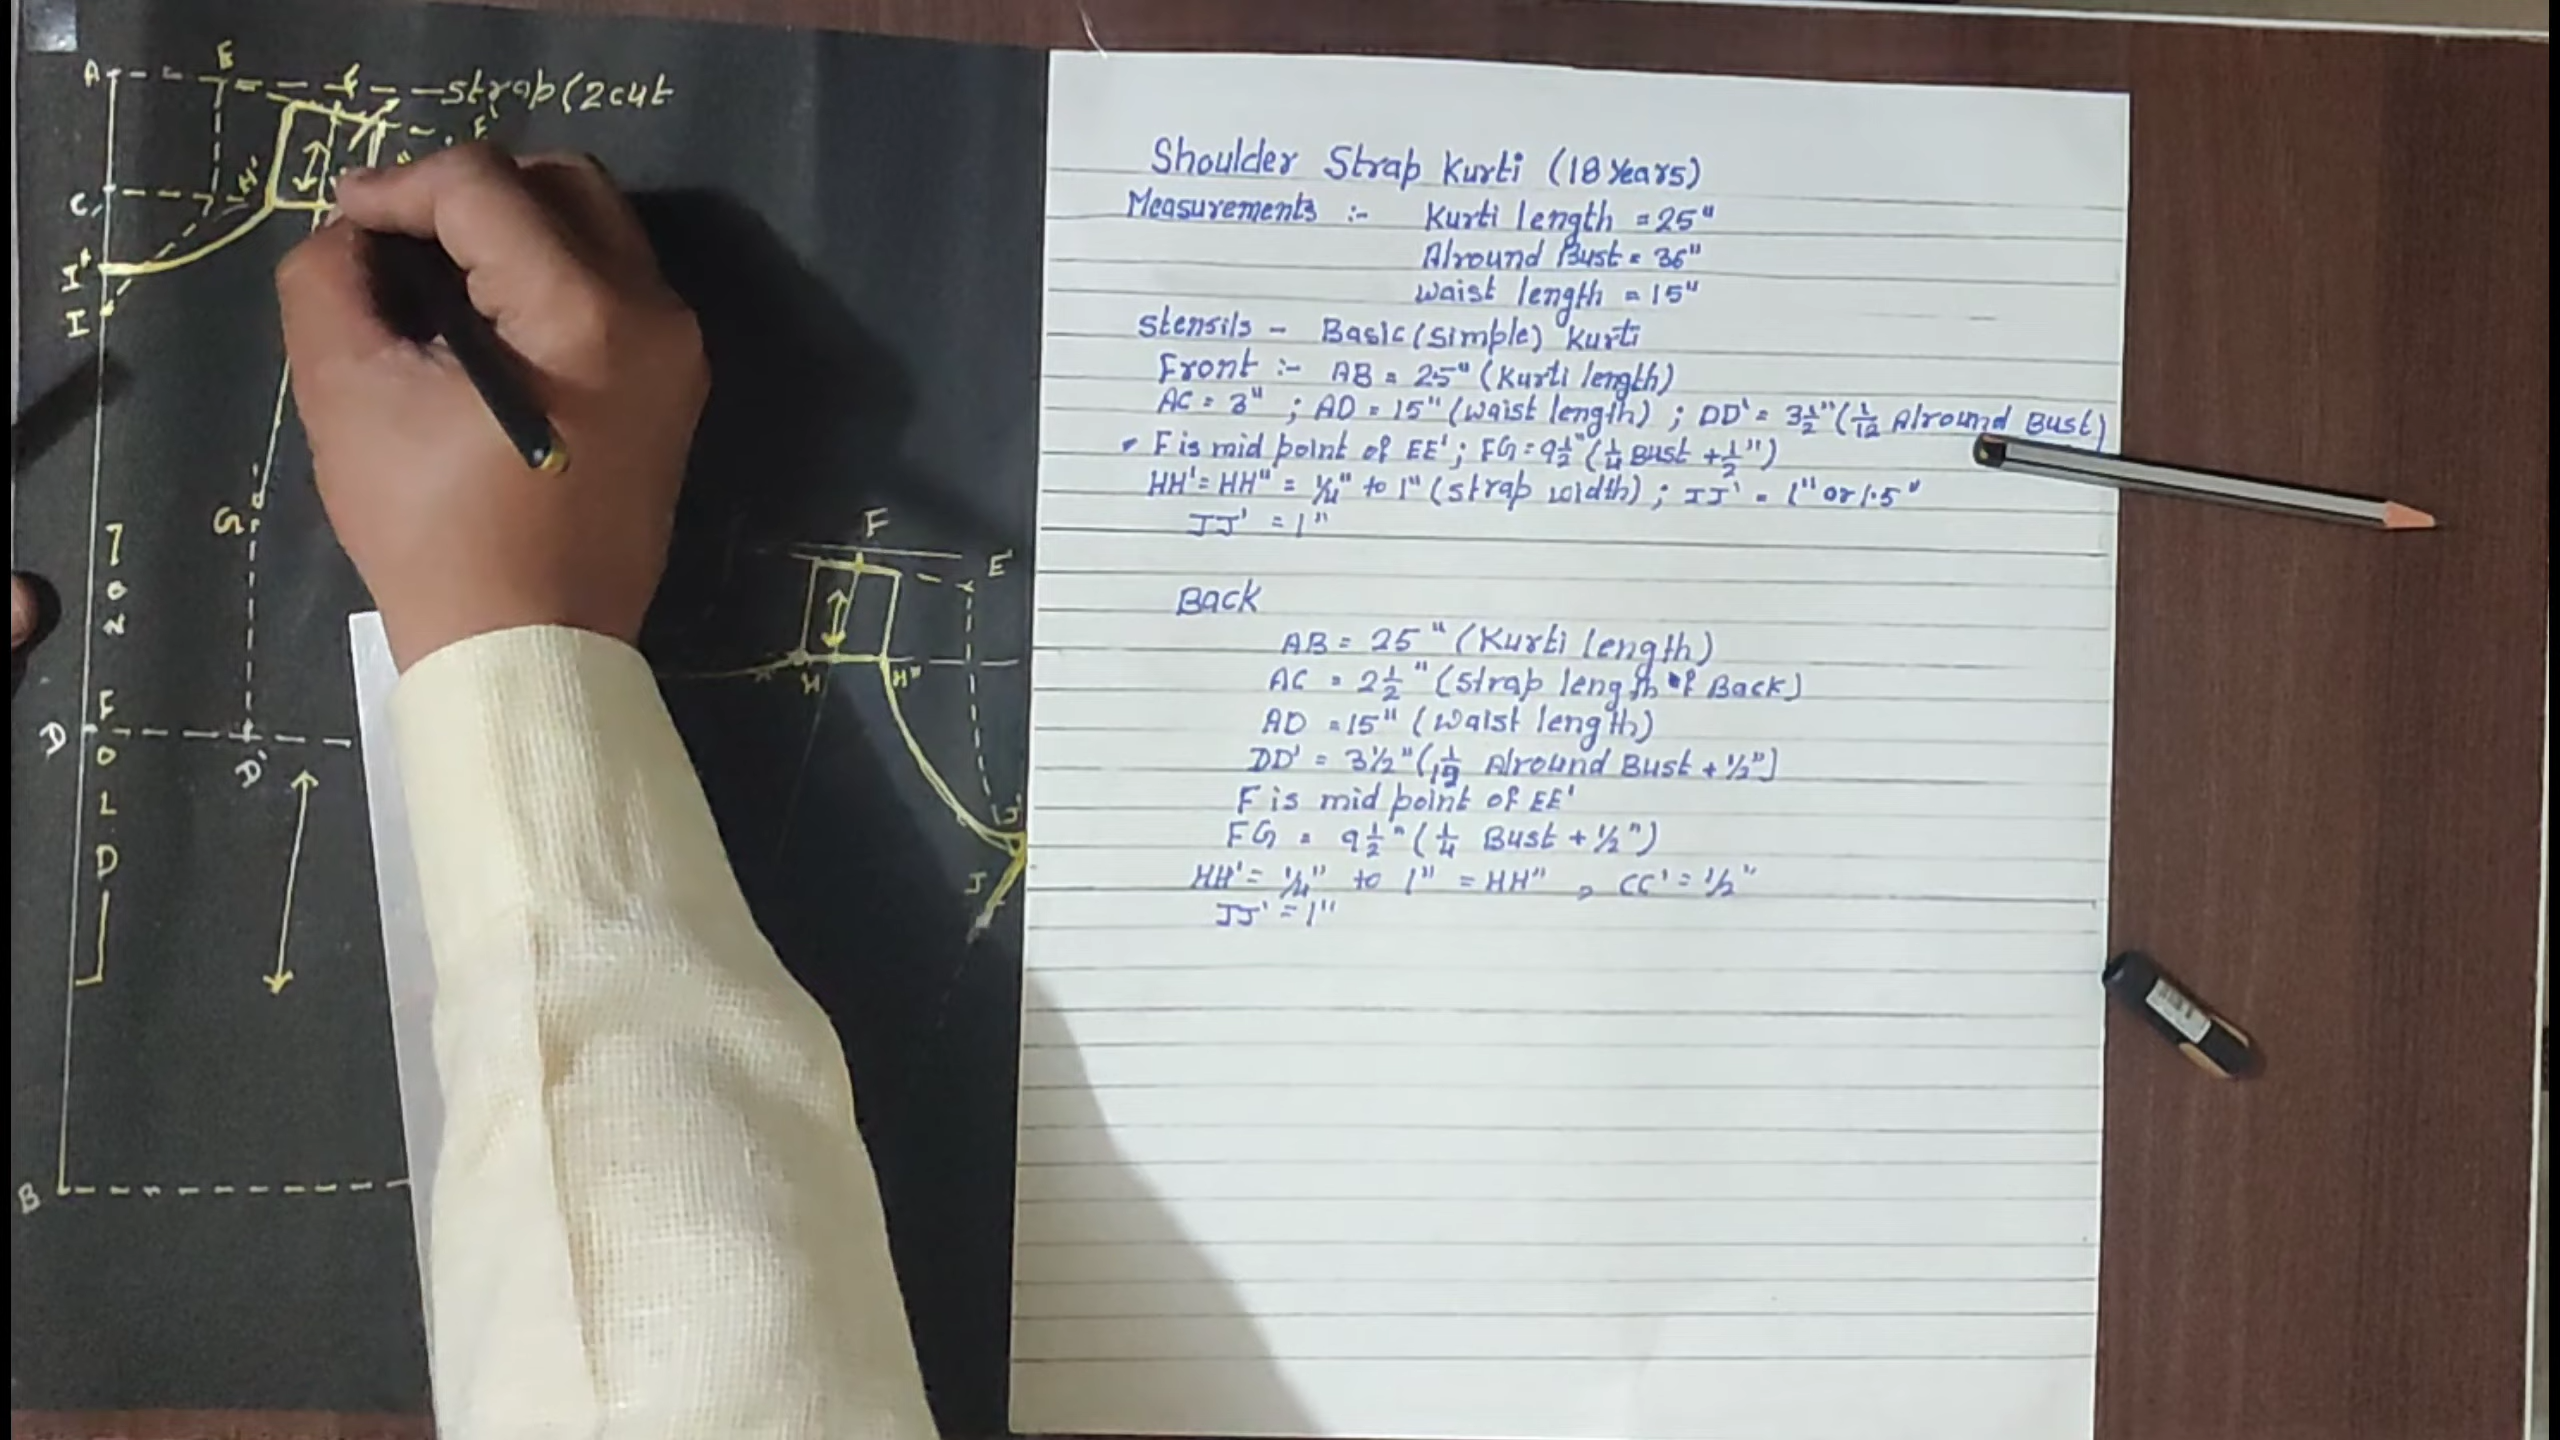 A
E
F
strap (2 cut
E'
H'
C
I'
I
G
N
O
F
O
L
D
D
D'
B
F
E
H
H"
J'
J
Shoulder Strap Kurti (18 Years)
Measurements :- Kurti length = 25"
Alround Bust = 36"
Waist length = 15"
Stensils - Basic (Simple) Kurti
Front :- AB = 25" (Kurti length)
AC = 3" ; AD = 15" (Waist length) ; DD' = 3½" (1/12 Alround Bust)
F is mid point of EE' ; FG = 9½" (¼ Bust + ½")
HH' = HH" = ¼" to 1" (Strap width) ; II' = 1" or 1.5"
JJ' = 1"
Back
AB = 25" (Kurti length)
AC = 2½" (Strap length of Back)
AD = 15" (Waist length)
DD' = 3½" ( Alround Bust + ½")
F is mid point of EE'
FG = 9½" (¼ Bust + ½")
HH' = ¼" to 1" = HH" , CC' = ½"
JJ' = 1"